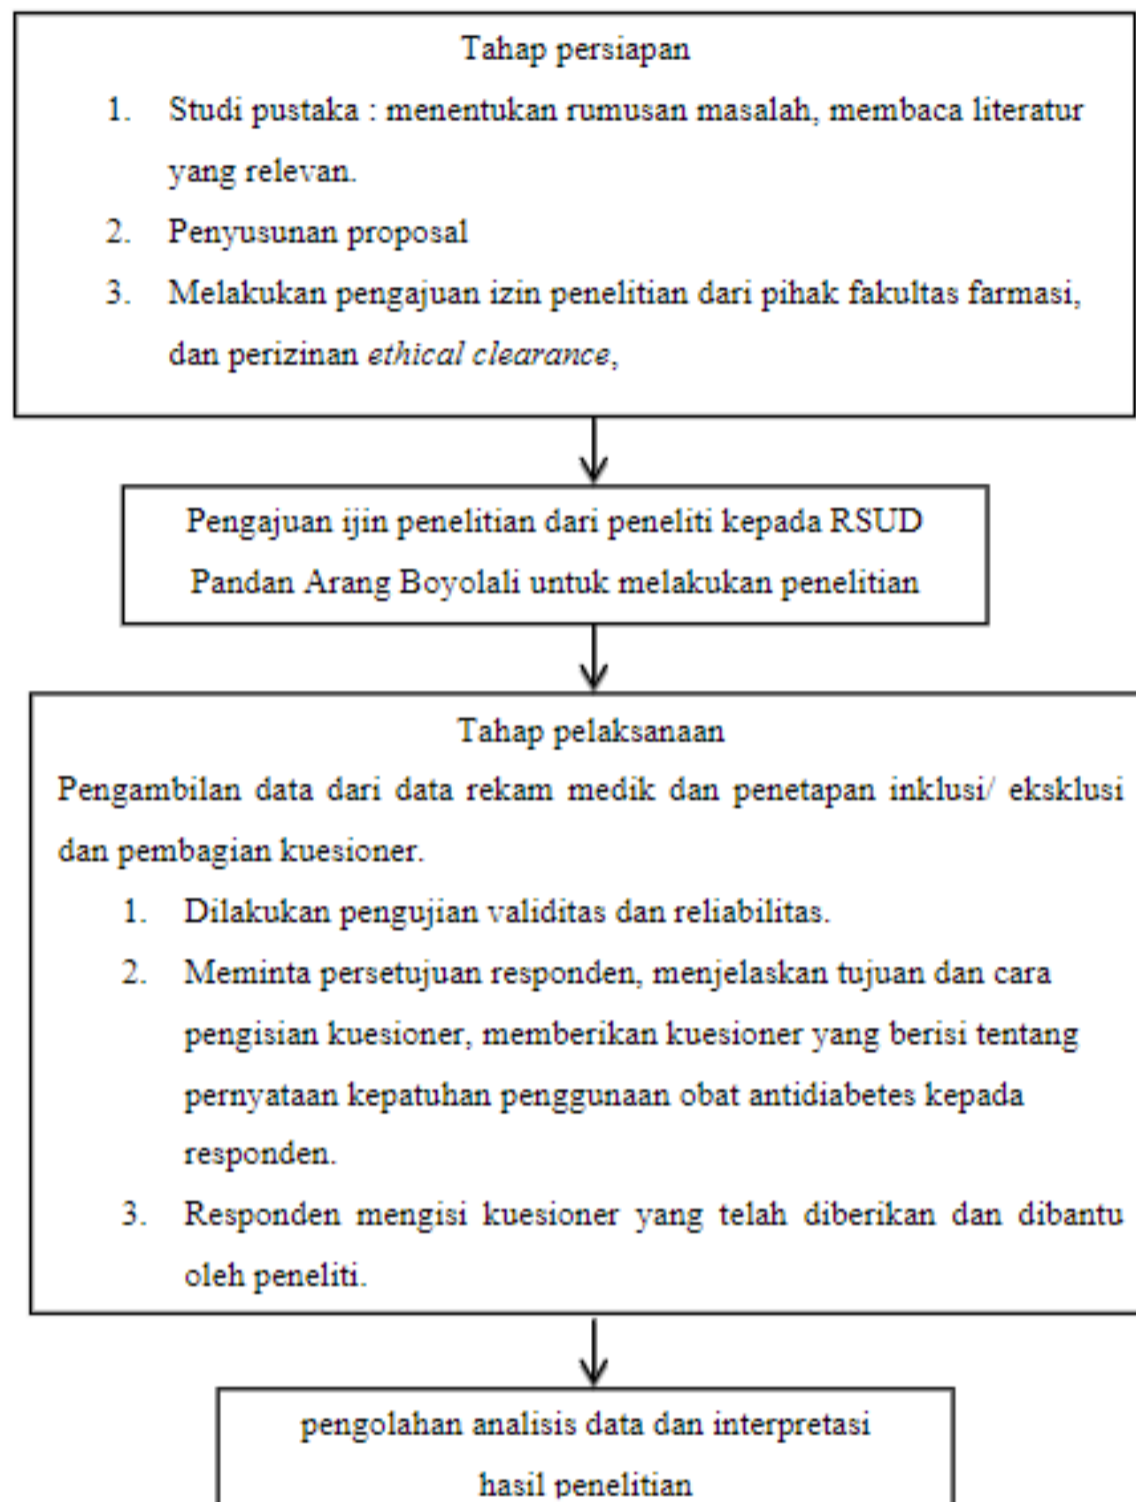 Tahap persiapan
1. Studi pustaka : menentukan rumusan masalah, membaca literatur
yang relevan.
2. Penyusunan proposal
3. Melakukan pengajuan izin penelitian dari pihak fakultas farmasi,
dan perizinan ethical clearance,
Pengajuan ijin penelitian dari peneliti kepada RSUD
Pandan Arang Boyolali untuk melakukan penelitian
Tahap pelaksanaan
Pengambilan data dari data rekam medik dan penetapan inklusi/ eksklusi
dan pembagian kuesioner.
1. Dilakukan pengujian validitas dan reliabilitas.
2. Meminta persetujuan responden, menjelaskan tujuan dan cara
pengisian kuesioner, memberikan kuesioner yang berisi tentang
pernyataan kepatuhan penggunaan obat antidiabetes kepada
responden.
3. Responden mengisi kuesioner yang telah diberikan dan dibantu
oleh peneliti.
pengolahan analisis data dan interpretasi
hasil penelitian